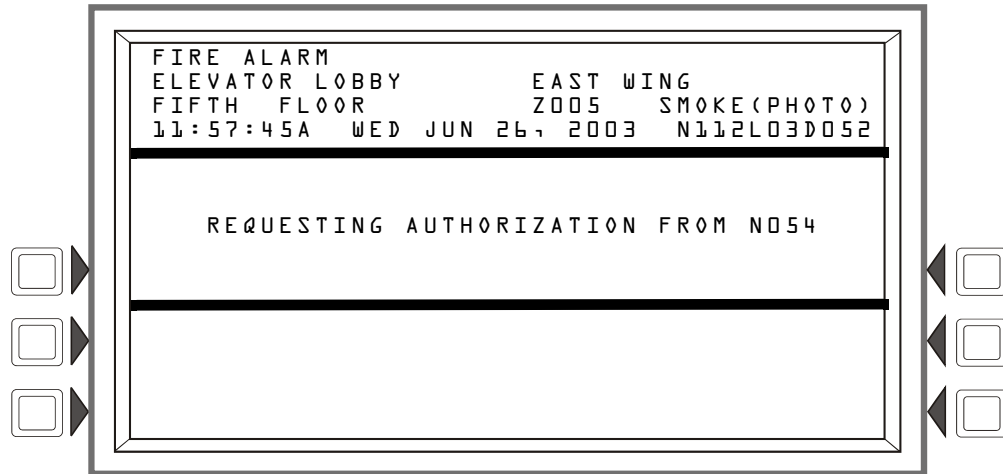 FIRE ALARM
ELEVATOR LOBBY EAST WING
FIFTH FLOOR Z005 SMOKE(PHOTO)
11:57:45A WED JUN 26, 2003 N112L03D052
REQUESTING AUTHORIZATION FROM N054